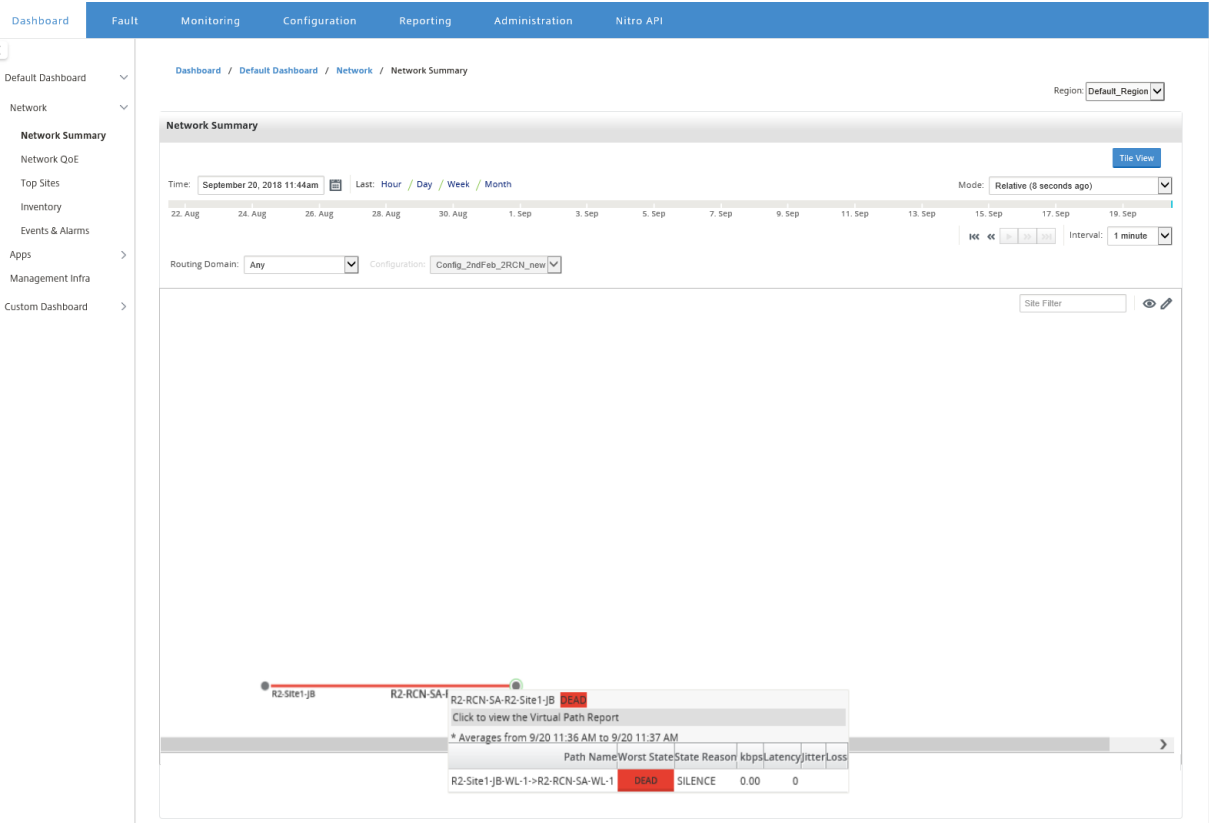 Dashboard Fault Monitoring Configuration Reporting Administration Nitro API
Default Dashboard
Network
Network Summary
Network QoE
Top Sites
Inventory
Events & Alarms
Apps
Management Infra
Custom Dashboard
Dashboard / Default Dashboard / Network / Network Summary
Region: Default_Region
Network Summary
Tile View
Time: September 20, 2018 11:44am Last: Hour / Day / Week / Month Mode: Relative (8 seconds ago)
22. Aug 24. Aug 26. Aug 28. Aug 30. Aug 1. Sep 3. Sep 5. Sep 7. Sep 9. Sep 11. Sep 13. Sep 15. Sep 17. Sep 19. Sep
Interval: 1 minute
Routing Domain: Any Configuration: Config_2ndFeb_2RCN_new
Site Filter
R2-Site1-JB R2-RCN-SA-
R2-RCN-SA-R2-Site1-JB DEAD
Click to view the Virtual Path Report
* Averages from 9/20 11:36 AM to 9/20 11:37 AM
Path Name Worst State State Reason kbps Latency Jitter Loss
R2-Site1-JB-WL-1->R2-RCN-SA-WL-1 DEAD SILENCE 0.00 0